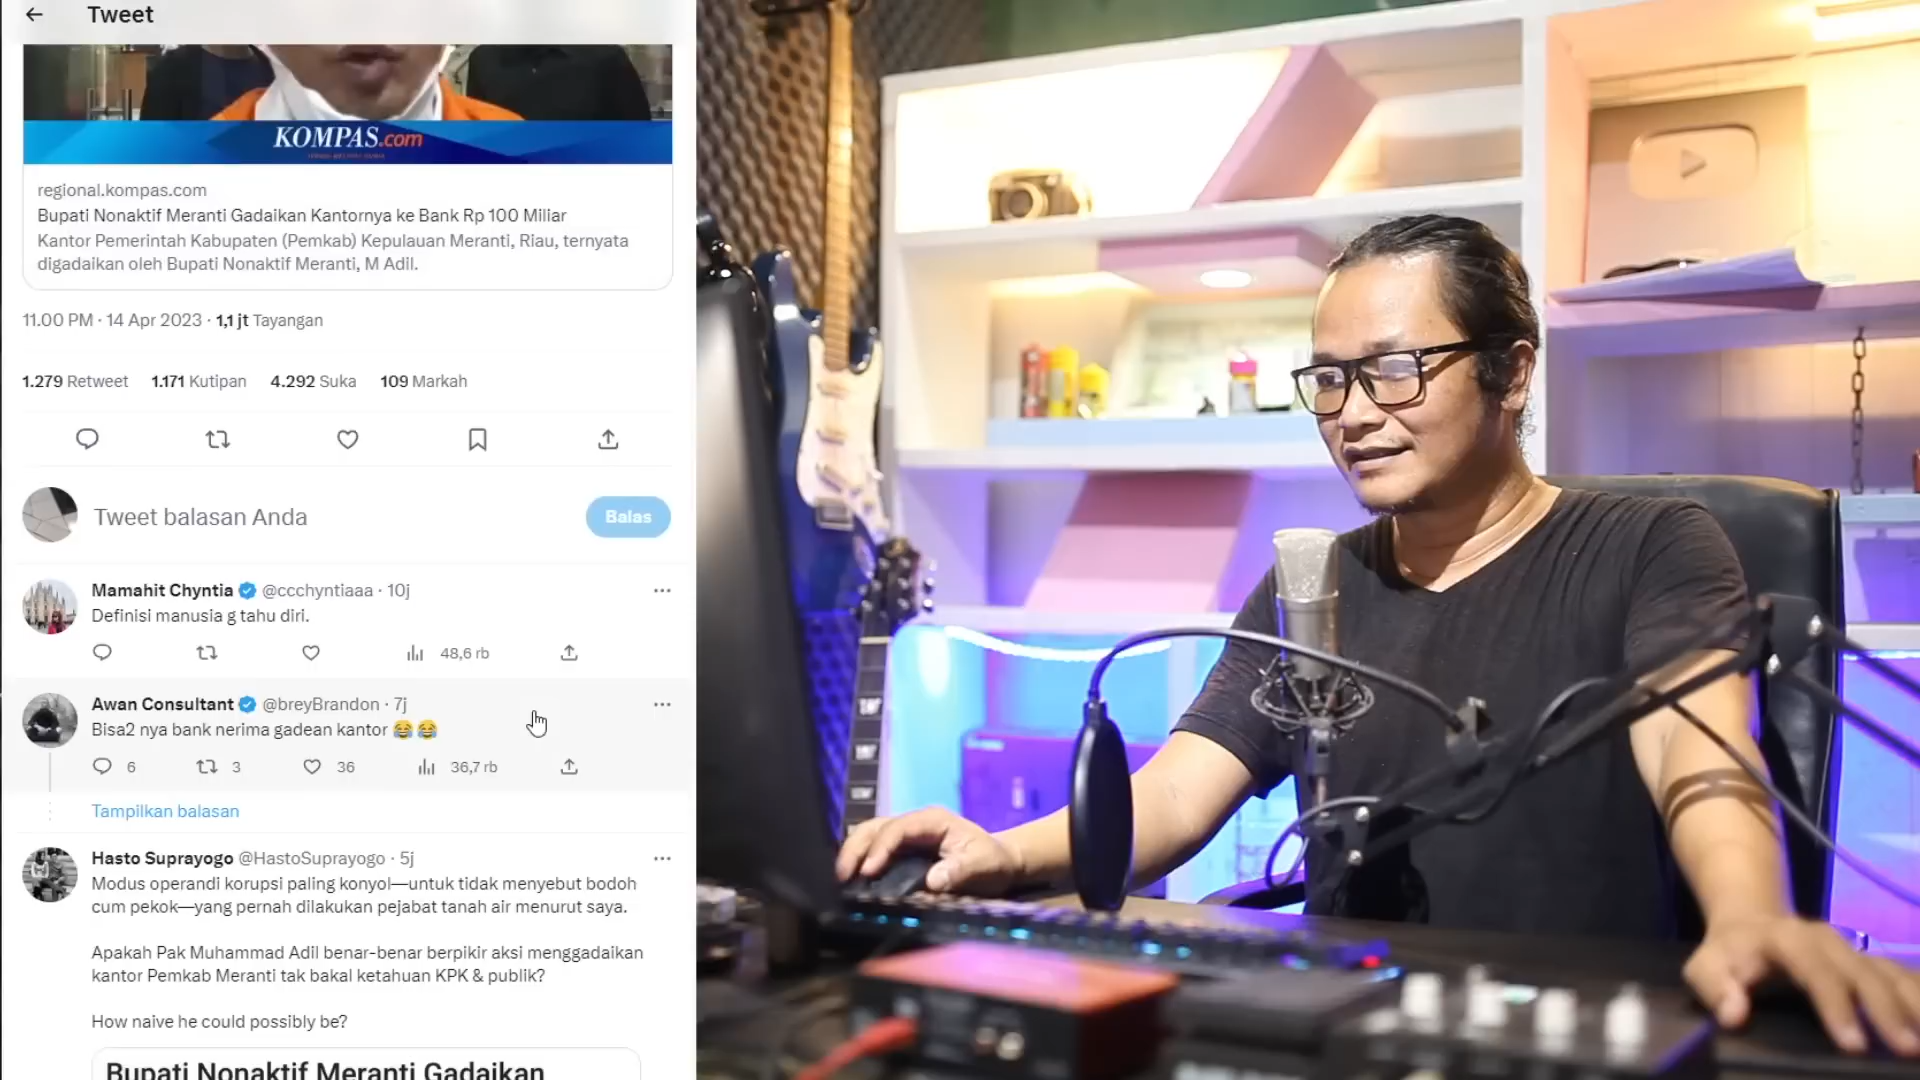 Tweet
KOMPAS.com
regional.kompas.com
Bupati Nonaktif Meranti Gadaikan Kantornya ke Bank Rp 100 Miliar
Kantor Pemerintah Kabupaten (Pemkab) Kepulauan Meranti, Riau, ternyata
digadaikan oleh Bupati Nonaktif Meranti, M Adil.
11.00 PM · 14 Apr 2023 · 1,1 jt Tayangan
1.279 Retweet 1.171 Kutipan 4.292 Suka 109 Markah
Tweet balasan Anda
Balas
Mamahit Chyntia @ccchyntiaaa · 10j
Definisi manusia g tahu diri.
48,6 rb
Awan Consultant @breyBrandon · 7j
Bisa2 nya bank nerima gadean kantor 😂😂
6 3 36 36,7 rb
Tampilkan balasan
Hasto Suprayogo @HastoSuprayogo · 5j
Modus operandi korupsi paling konyol—untuk tidak menyebut bodoh
cum pekok—yang pernah dilakukan pejabat tanah air menurut saya.
Apakah Pak Muhammad Adil benar-benar berpikir aksi menggadaikan
kantor Pemkab Meranti tak bakal ketahuan KPK & publik?
How naive he could possibly be?
Bupati Nonaktif Meranti Gadaikan